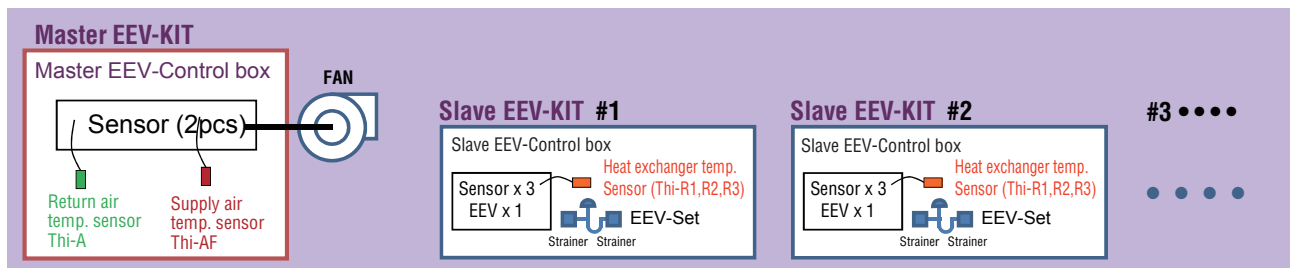 Master EEV-KIT
Master EEV-Control box
Sensor (2pcs)
Return air
temp. sensor
Thi-A
Supply air
temp. sensor
Thi-AF
FAN
Slave EEV-KIT #1
Slave EEV-Control box
Heat exchanger temp.
Sensor (Thi-R1,R2,R3)
Sensor x 3
EEV x 1
EEV-Set
Strainer Strainer
Slave EEV-KIT #2
Slave EEV-Control box
Heat exchanger temp.
Sensor (Thi-R1,R2,R3)
Sensor x 3
EEV x 1
EEV-Set
Strainer Strainer
#3 ••••